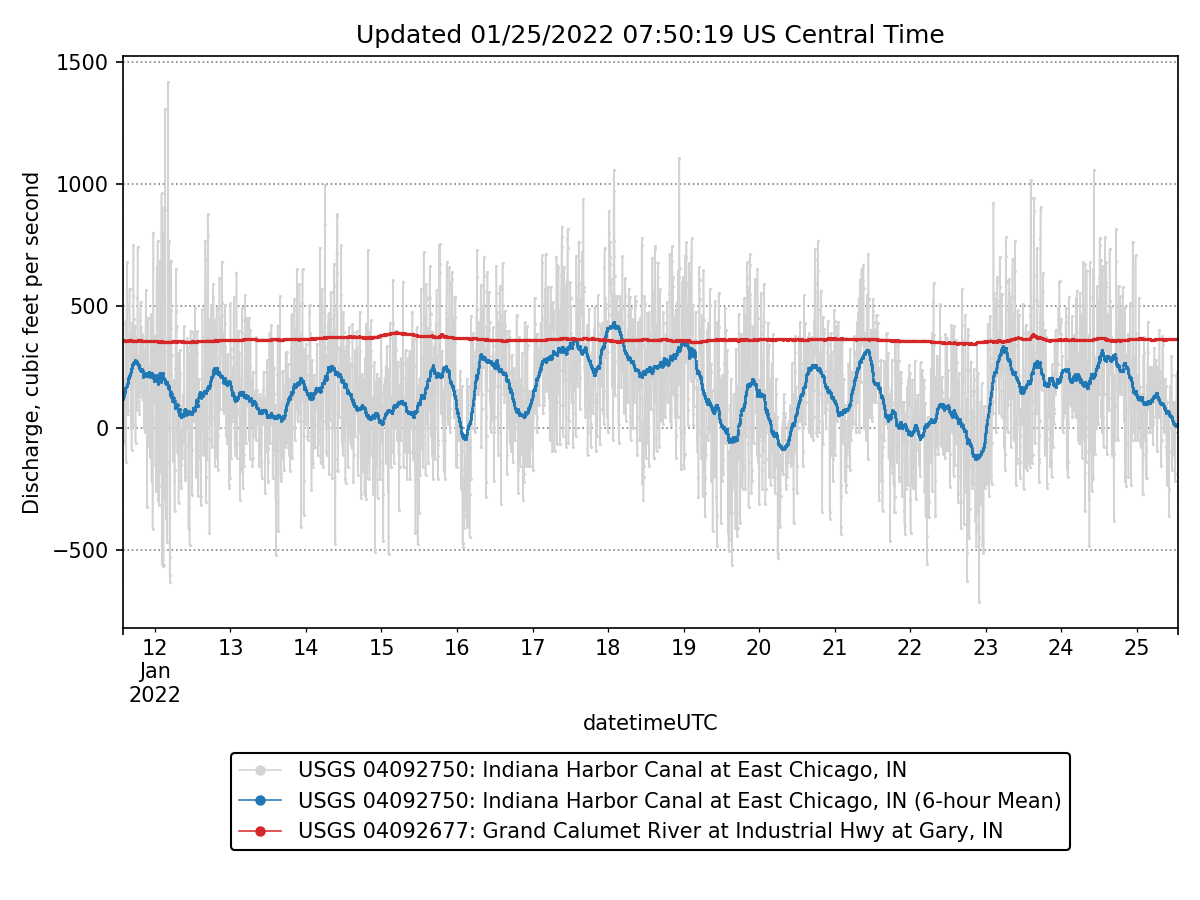 Updated 01/25/2022 07:50:19 US Central Time
Discharge, cubic feet per second
1500
1000
500
0
−500
12 13 14 15 16 17 18 19 20 21 22 23 24 25
Jan
2022
datetimeUTC
USGS 04092750: Indiana Harbor Canal at East Chicago, IN
USGS 04092750: Indiana Harbor Canal at East Chicago, IN (6-hour Mean)
USGS 04092677: Grand Calumet River at Industrial Hwy at Gary, IN